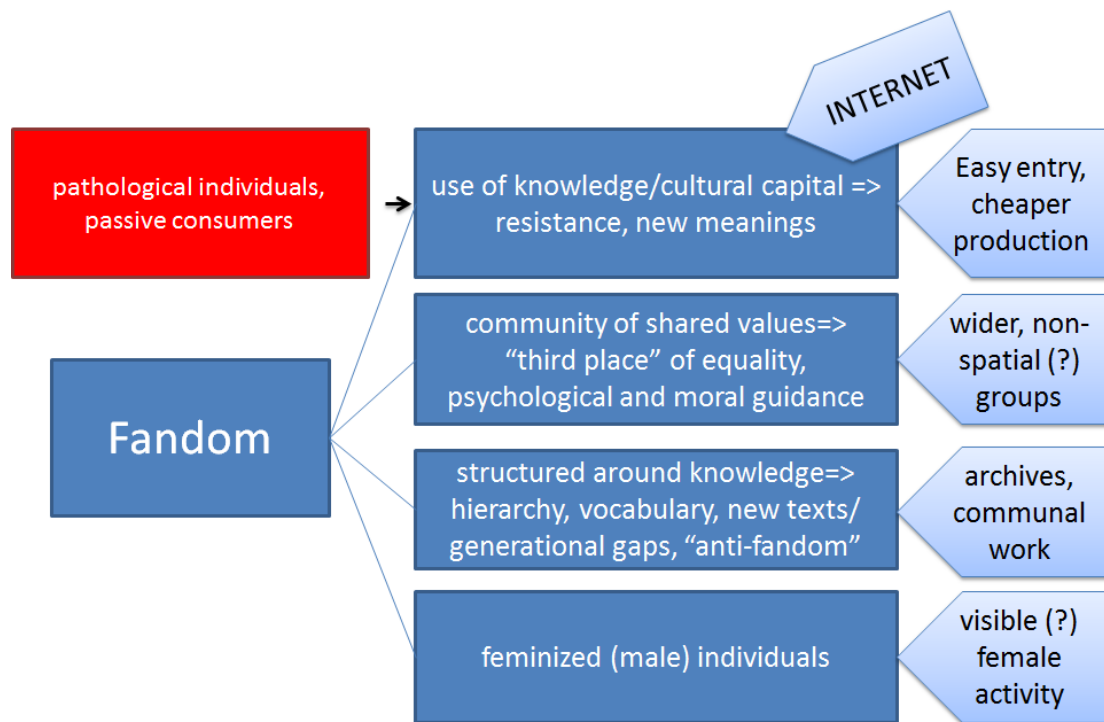 INTERNET
pathological individuals,
passive consumers
use of knowledge/cultural capital =>
resistance, new meanings
Easy entry,
cheaper
production
Fandom
community of shared values=>
“third place” of equality,
psychological and moral guidance
wider, non-
spatial (?)
groups
structured around knowledge=>
hierarchy, vocabulary, new texts/
generational gaps, “anti-fandom”
archives,
communal
work
feminized (male) individuals
visible (?)
female
activity